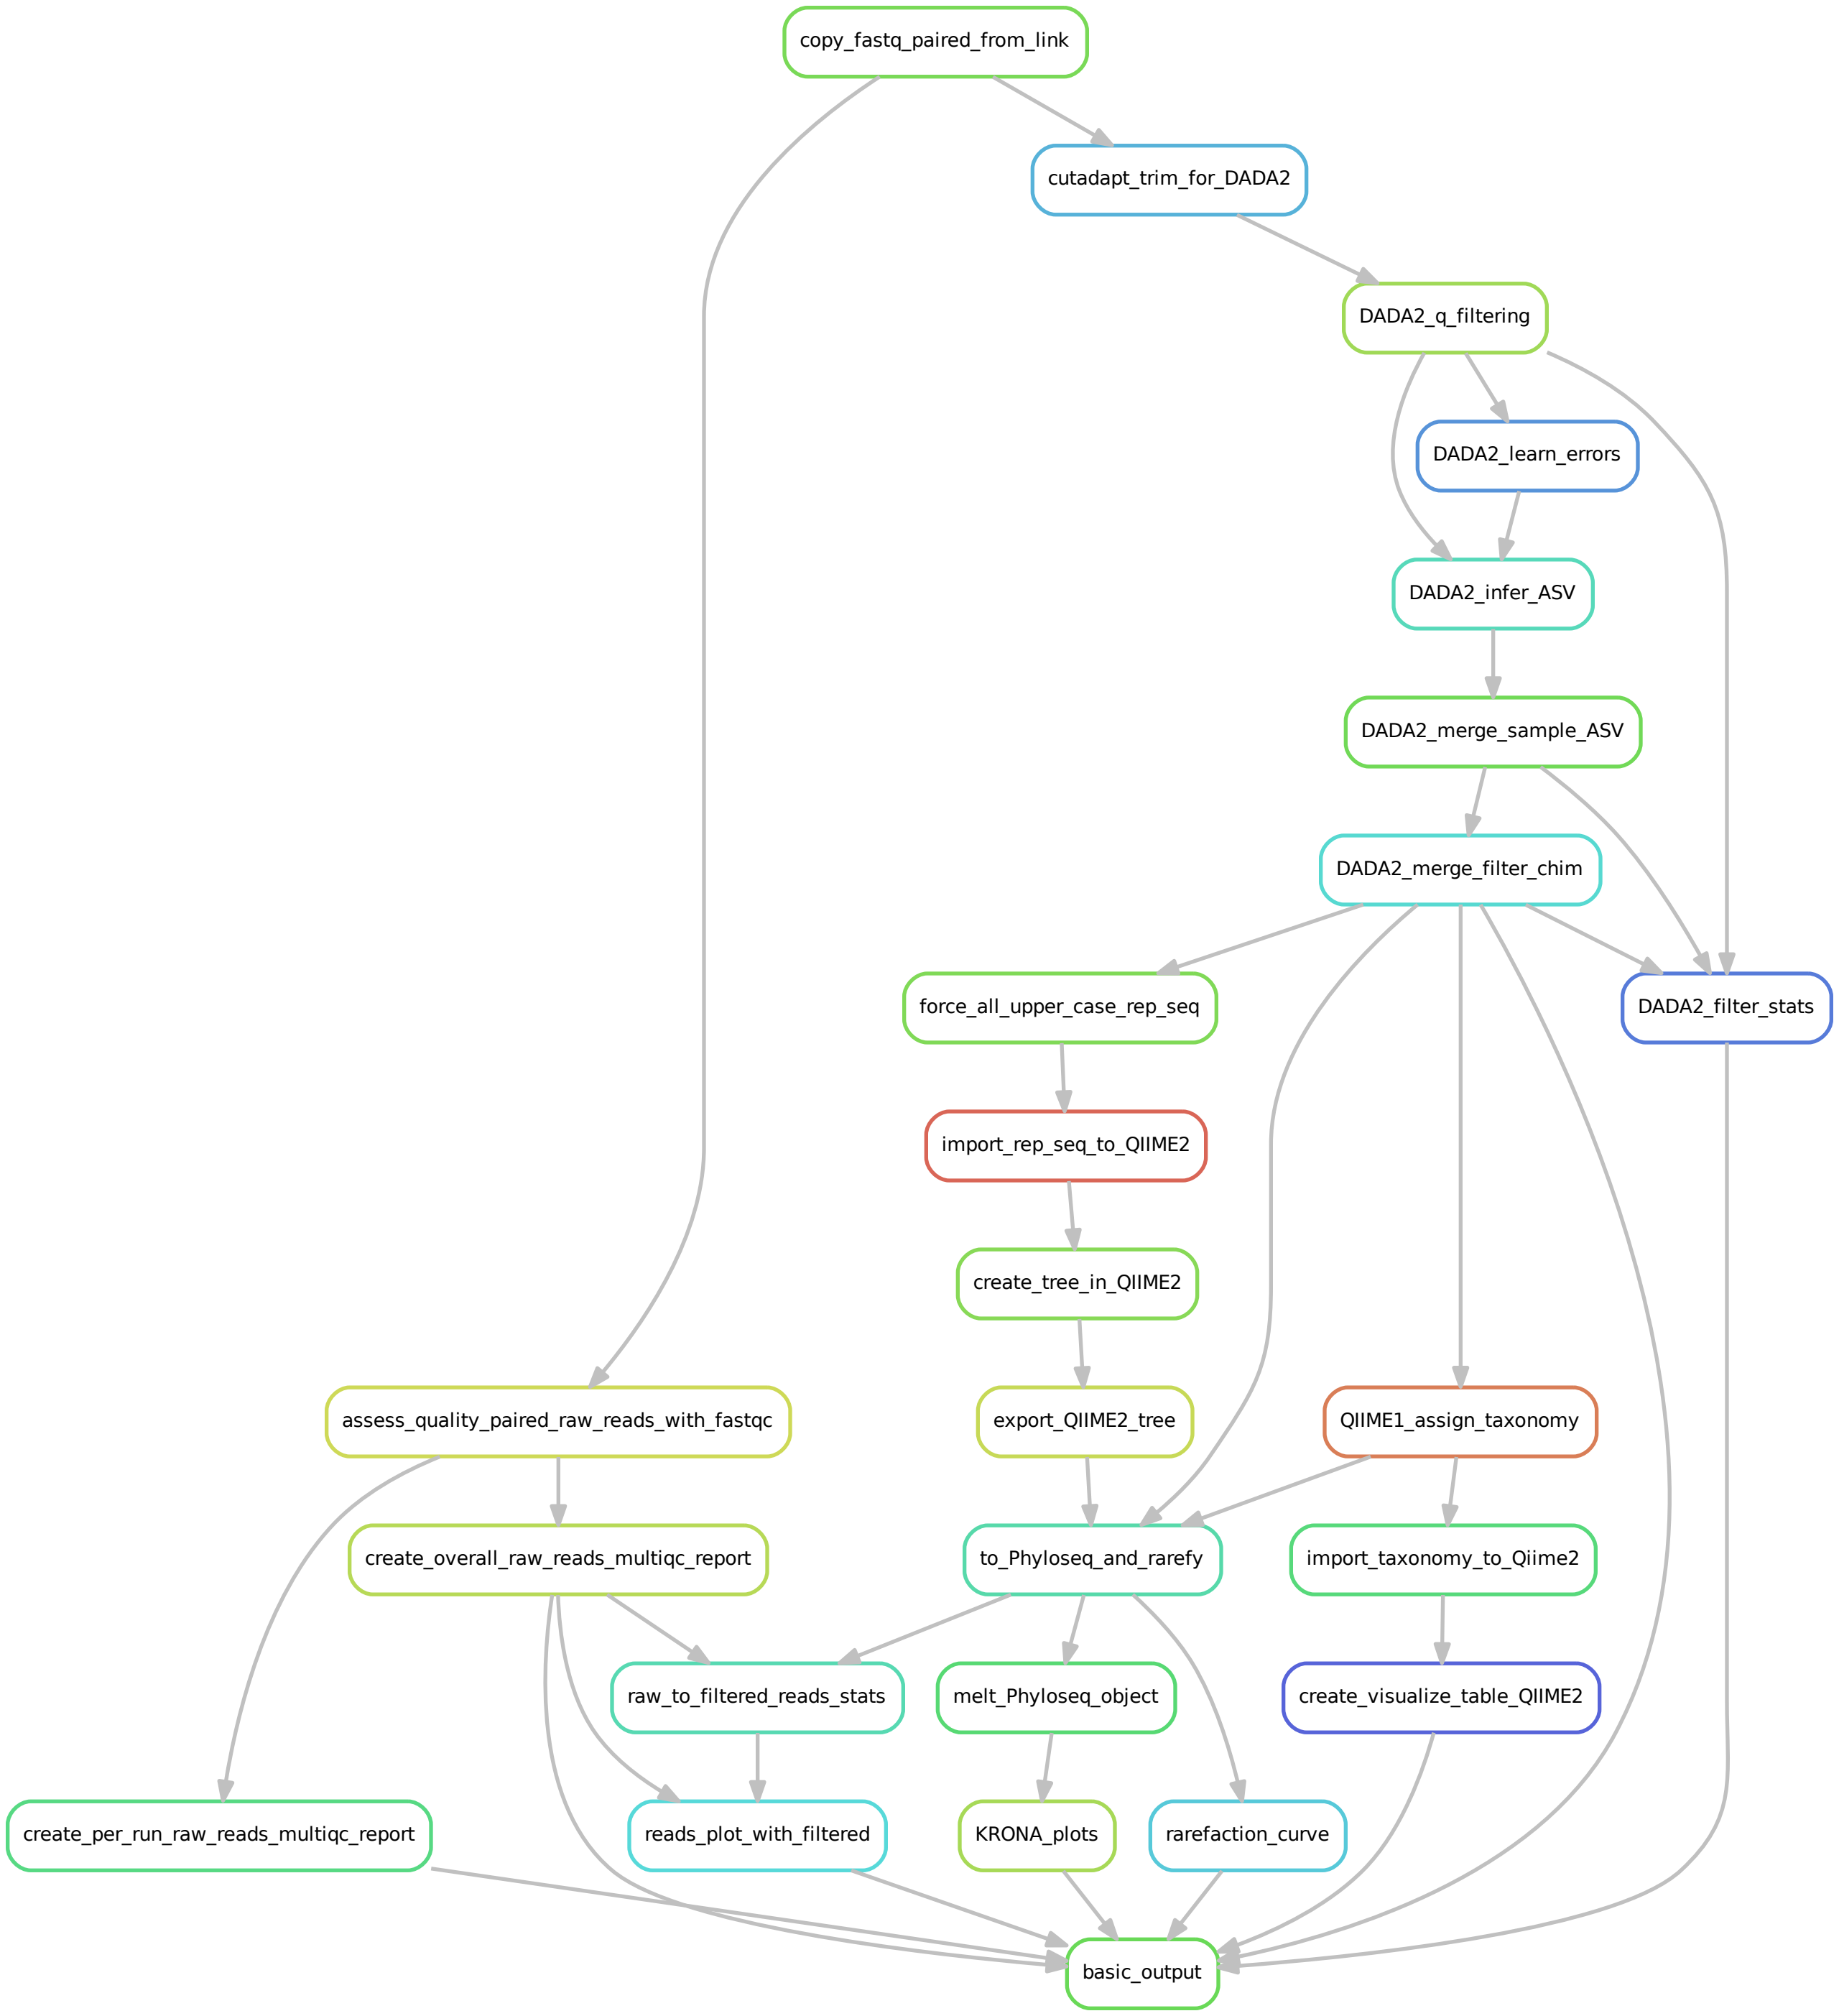 copy_fastq_paired_from_link
cutadapt_trim_for_DADA2
DADA2_q_filtering
DADA2_learn_errors
DADA2_infer_ASV
DADA2_merge_sample_ASV
DADA2_merge_filter_chim
force_all_upper_case_rep_seq
DADA2_filter_stats
import_rep_seq_to_QIIME2
create_tree_in_QIIME2
assess_quality_paired_raw_reads_with_fastqc
export_QIIME2_tree
QIIME1_assign_taxonomy
create_overall_raw_reads_multiqc_report
to_Phyloseq_and_rarefy
import_taxonomy_to_Qiime2
raw_to_filtered_reads_stats
melt_Phyloseq_object
create_visualize_table_QIIME2
create_per_run_raw_reads_multiqc_report
reads_plot_with_filtered
KRONA_plots
rarefaction_curve
basic_output